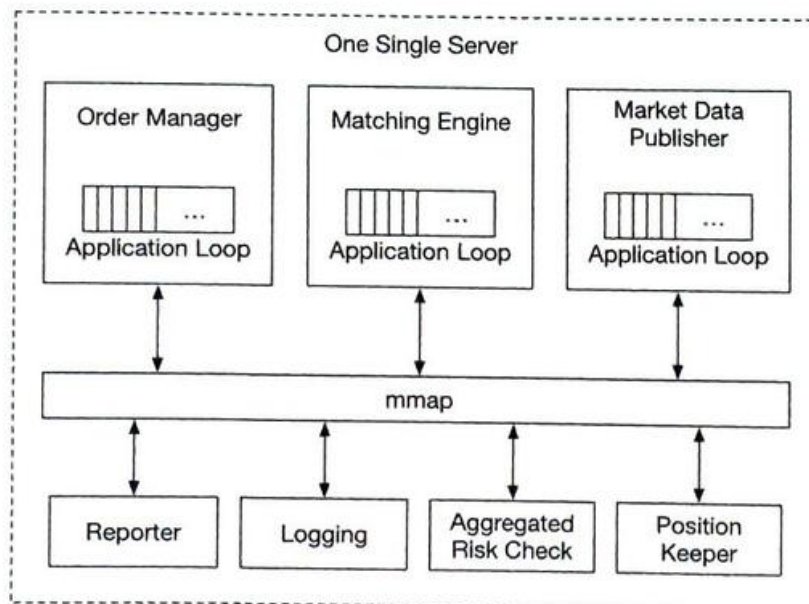 One Single Server
Order Manager
...
Application Loop
Matching Engine
...
Application Loop
Market Data
Publisher
...
Application Loop
mmap
Reporter
Logging
Aggregated
Risk Check
Position
Keeper